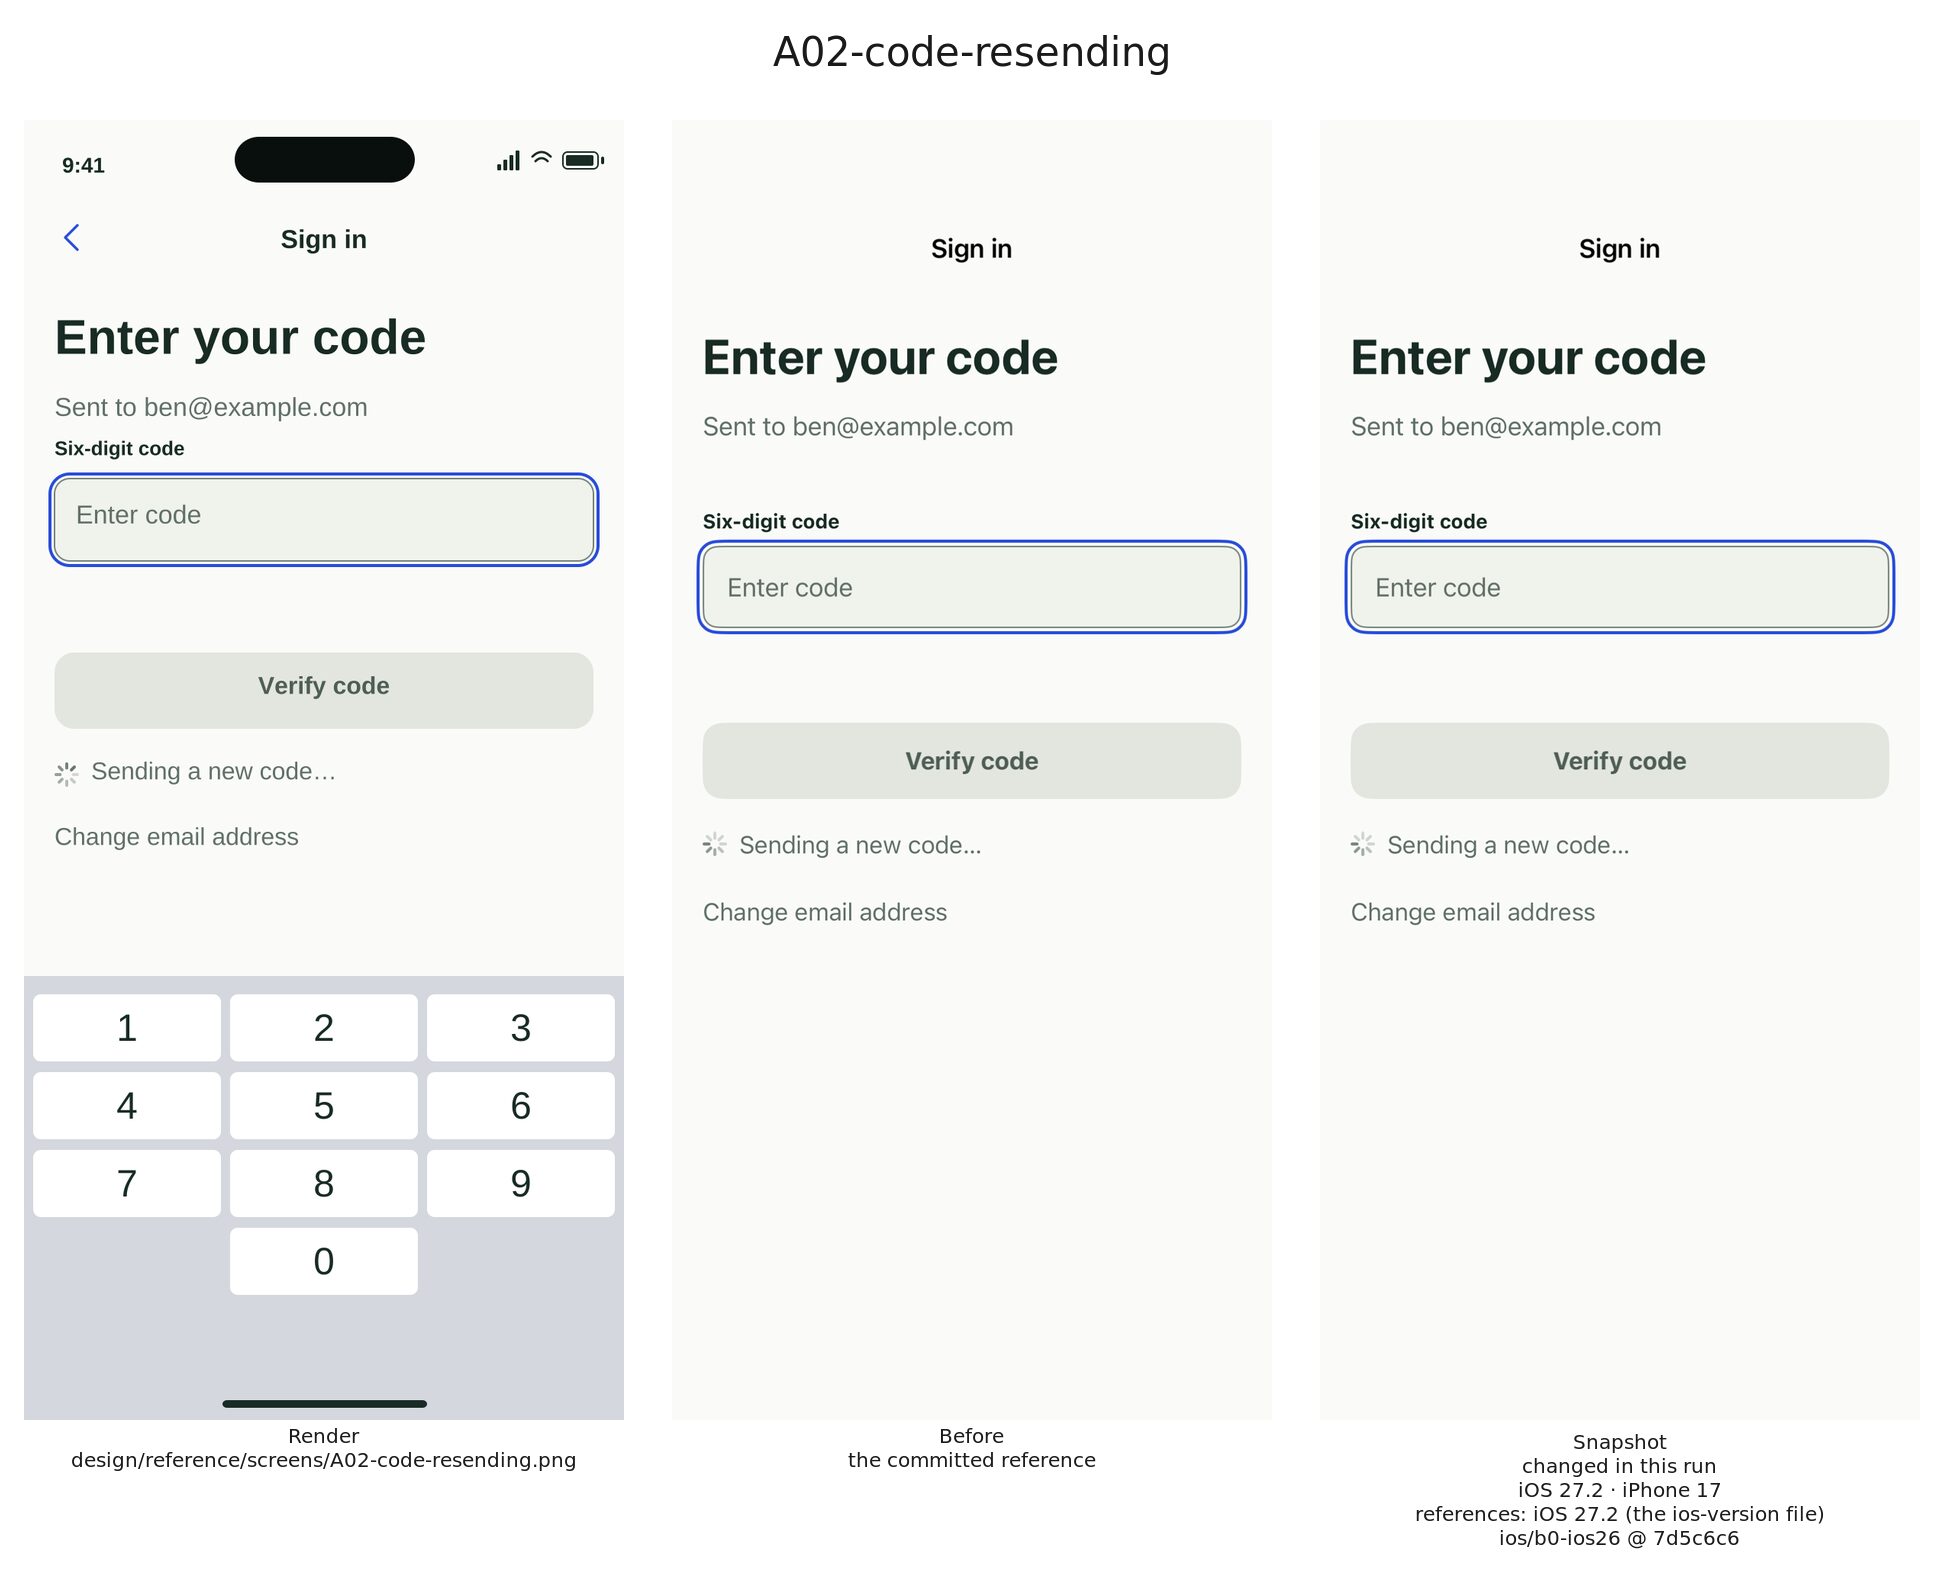 A02-code-resending
9:41
Sign in
Enter your code
Sent to ben@example.com
Six-digit code
Enter code
Verify code
Sending a new code…
Change email address
1 2 3
4 5 6
7 8 9
0
Render
design/reference/screens/A02-code-resending.png
Sign in
Enter your code
Sent to ben@example.com
Six-digit code
Enter code
Verify code
Sending a new code...
Change email address
Before
the committed reference
Sign in
Enter your code
Sent to ben@example.com
Six-digit code
Enter code
Verify code
Sending a new code...
Change email address
Snapshot
changed in this run
iOS 27.2 · iPhone 17
references: iOS 27.2 (the ios-version file)
ios/b0-ios26 @ 7d5c6c6